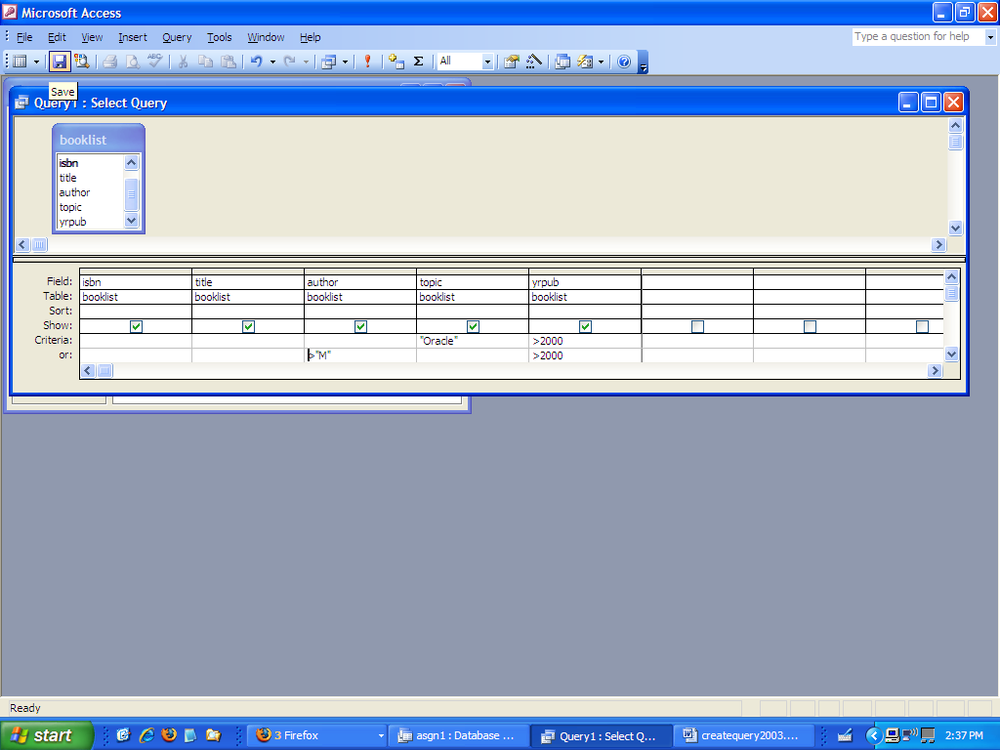 Microsoft Access
File Edit View Insert Query Tools Window Help Type a question for help
ABC Σ All
Save
Query1 : Select Query
booklist
isbn
title
author
topic
yrpub
Field: isbn title author topic yrpub
Table: booklist booklist booklist booklist booklist
Sort:
Show:
Criteria: "Oracle" >2000
or: >"M" >2000
Ready
start 3 Firefox asgn1 : Database ... Query1 : Select Q... createquery2003.... 2:37 PM